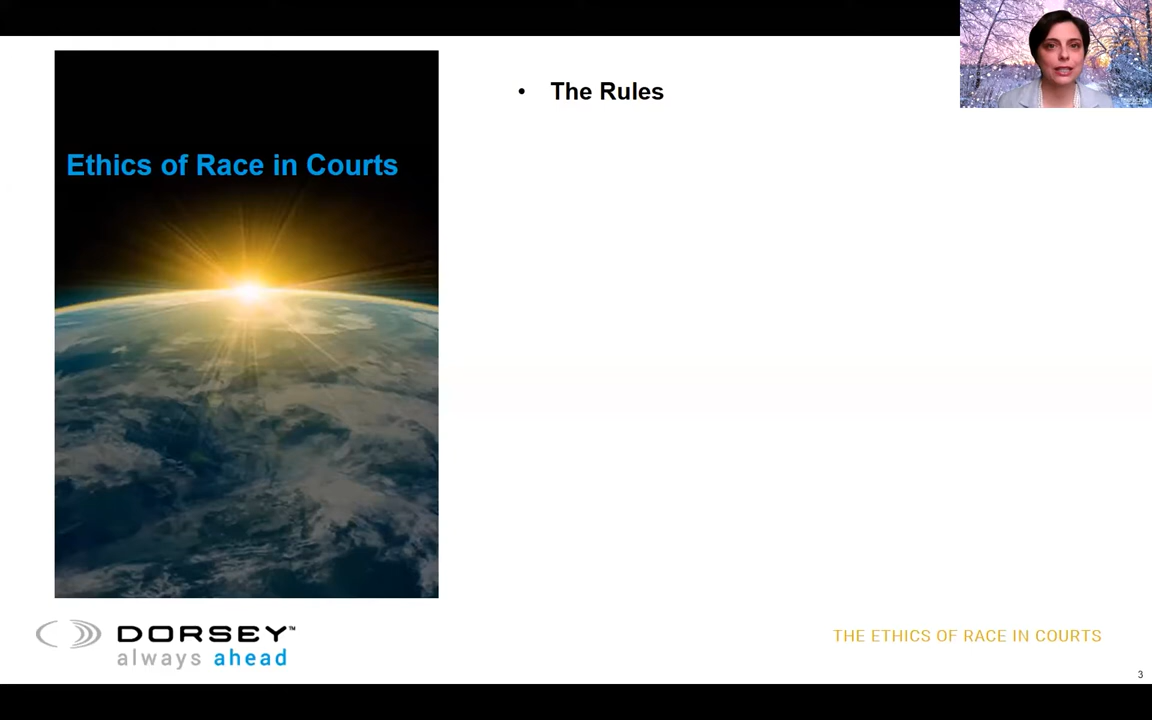 Ethics of Race in Courts
• The Rules
DORSEY™
always ahead
THE ETHICS OF RACE IN COURTS
3